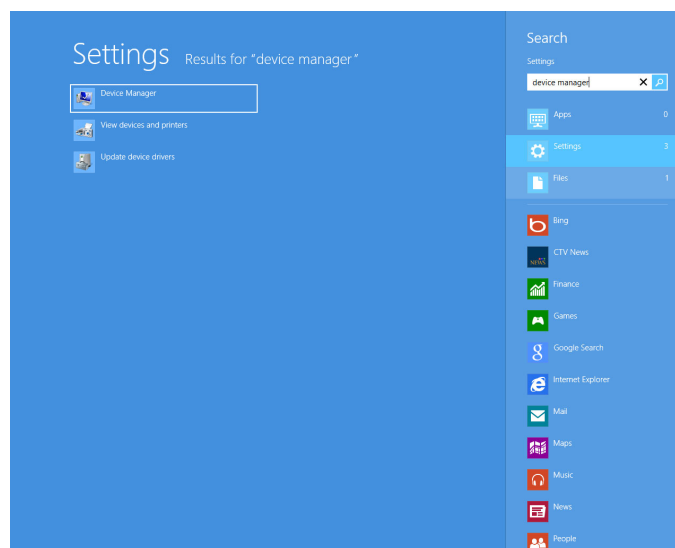 Settings Results for "device manager"
Device Manager
View devices and printers
Update device drivers
Search
Settings
device manager
Apps 0
Settings 3
Files 1
Bing
NEWS CTV News
Finance
Games
Google Search
Internet Explorer
Mail
Maps
Music
News
People